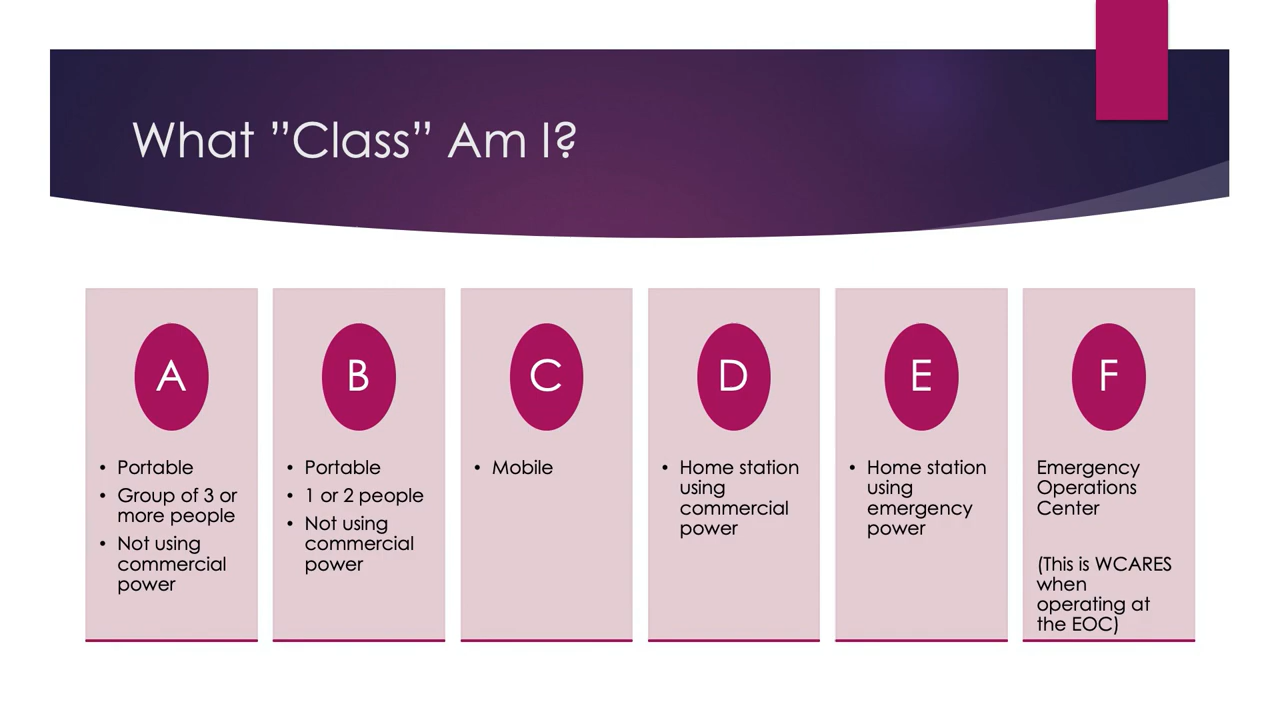 What ”Class” Am I?
A
• Portable
• Group of 3 or
more people
• Not using
commercial
power
B
• Portable
• 1 or 2 people
• Not using
commercial
power
C
• Mobile
D
• Home station
using
commercial
power
E
• Home station
using
emergency
power
F
Emergency
Operations
Center
(This is WCARES
when
operating at
the EOC)